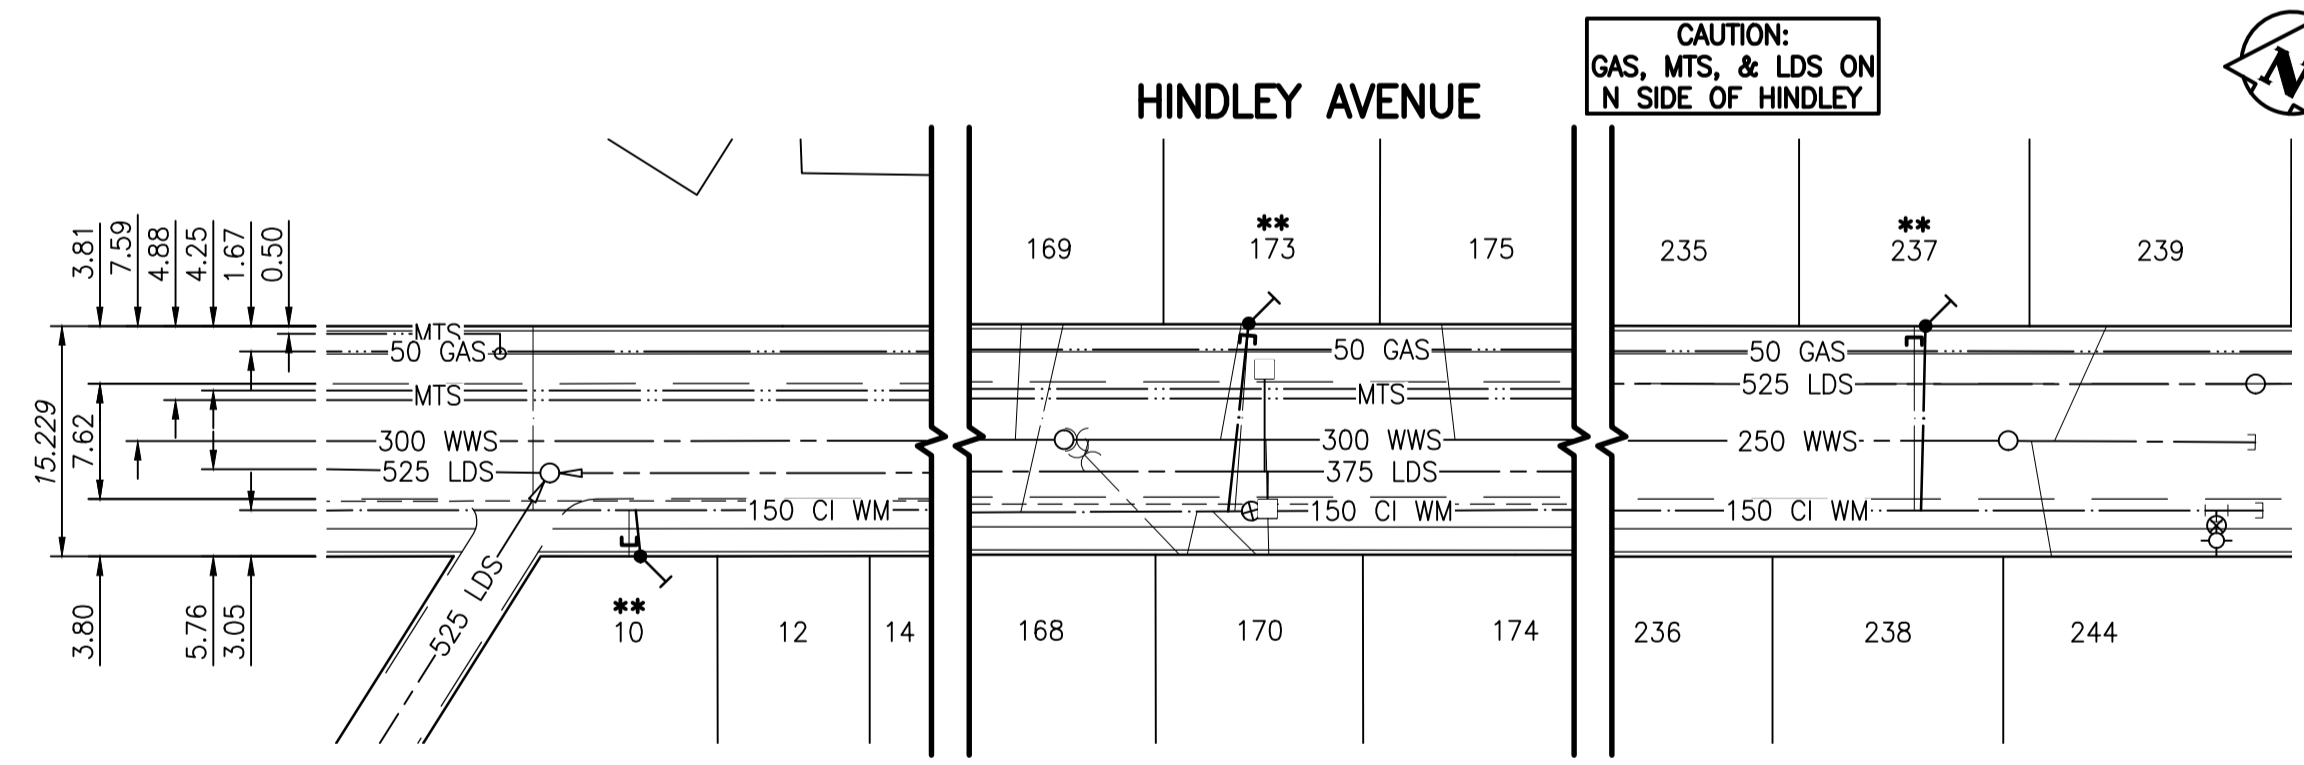 CAUTION:
GAS, MTS, & LDS ON
N SIDE OF HINDLEY
N
HINDLEY AVENUE
3.81
7.59
4.88
4.25
1.67
0.50
169
**
173
175
235
**
237
239
MTS
50 GAS
50 GAS
50 GAS
525 LDS
MTS
MTS
300 WWS
300 WWS
250 WWS
525 LDS
375 LDS
150 CI WM
150 CI WM
150 CI WM
15.229
7.62
525 LDS
3.80
5.76
3.05
**
10
12
14
168
170
174
236
238
244